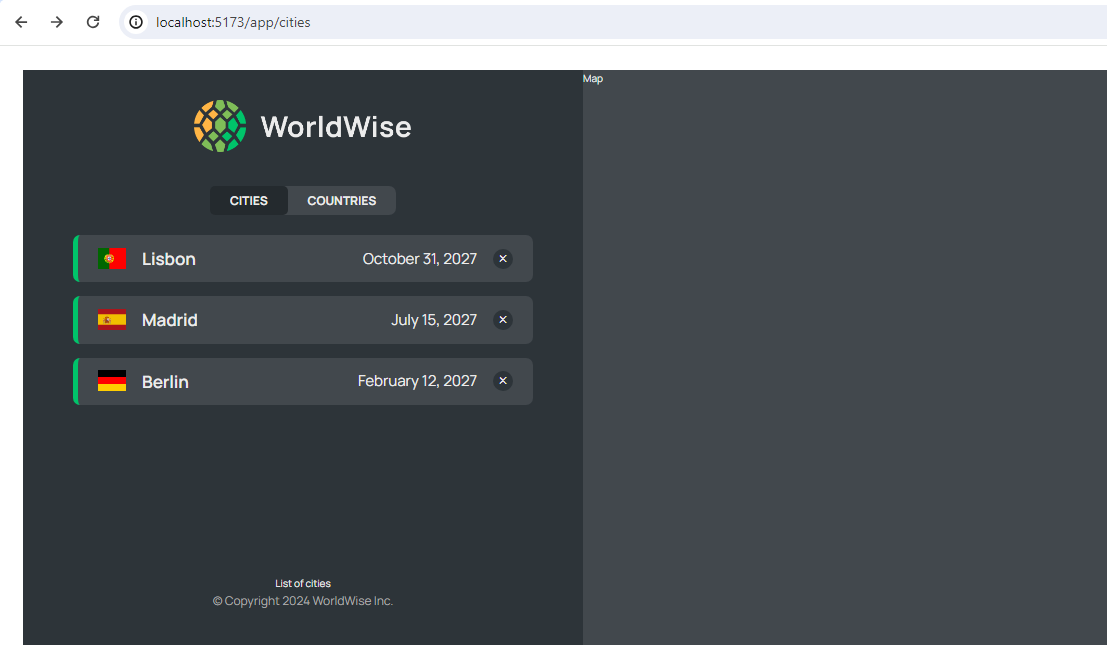 localhost:5173/app/cities
Map
WorldWise
CITIES COUNTRIES
Lisbon October 31, 2027 ×
Madrid July 15, 2027 ×
Berlin February 12, 2027 ×
List of cities
© Copyright 2024 WorldWise Inc.